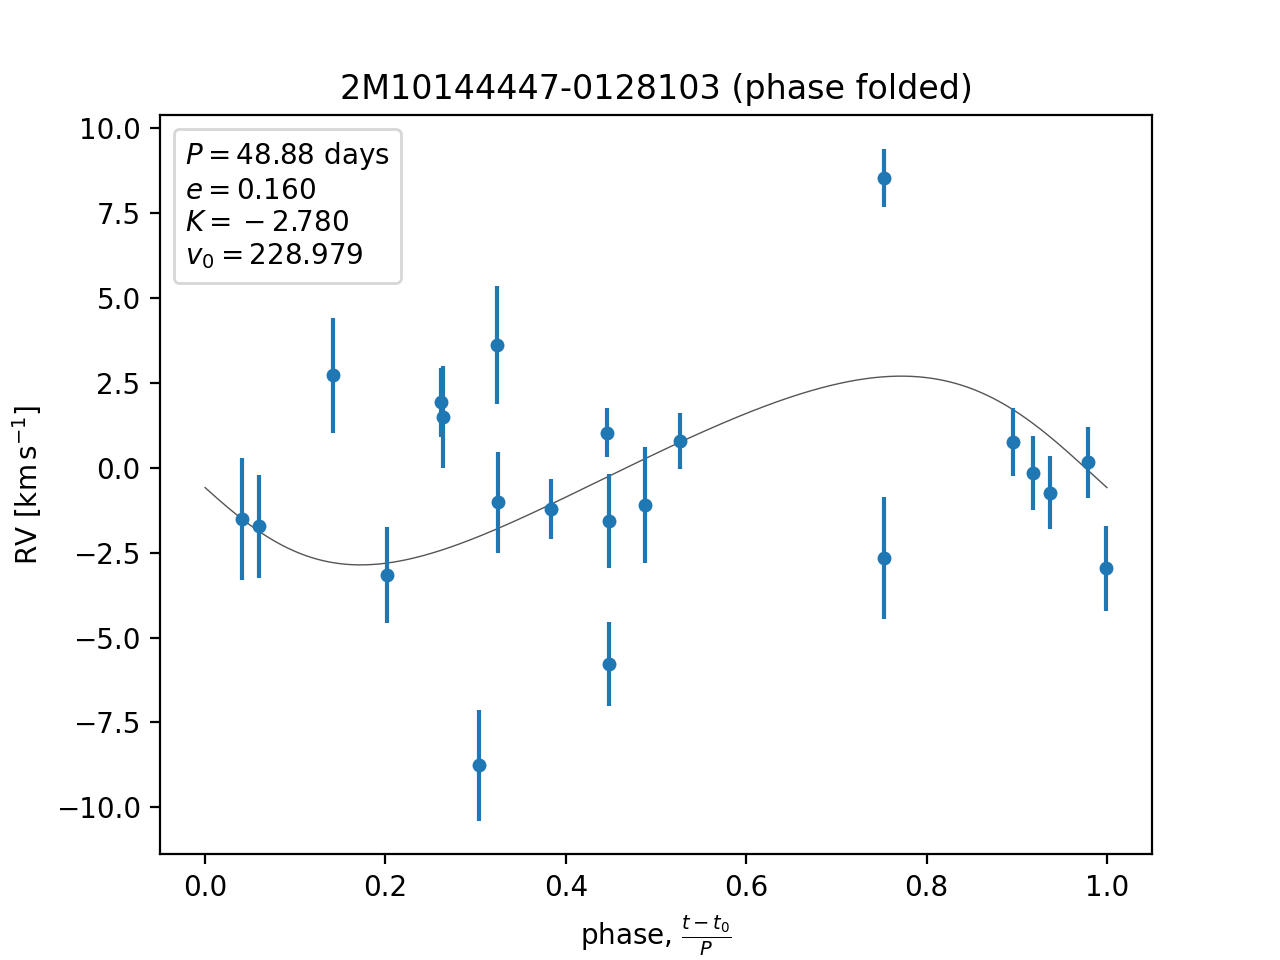 2M10144447-0128103 (phase folded)
P = 48.88 days
e = 0.160
K = −2.780
v₀ = 228.979
10.0
7.5
5.0
2.5
0.0
−2.5
−5.0
−7.5
−10.0
RV [km s⁻¹]
0.0 0.2 0.4 0.6 0.8 1.0
phase, (t − t₀)/P